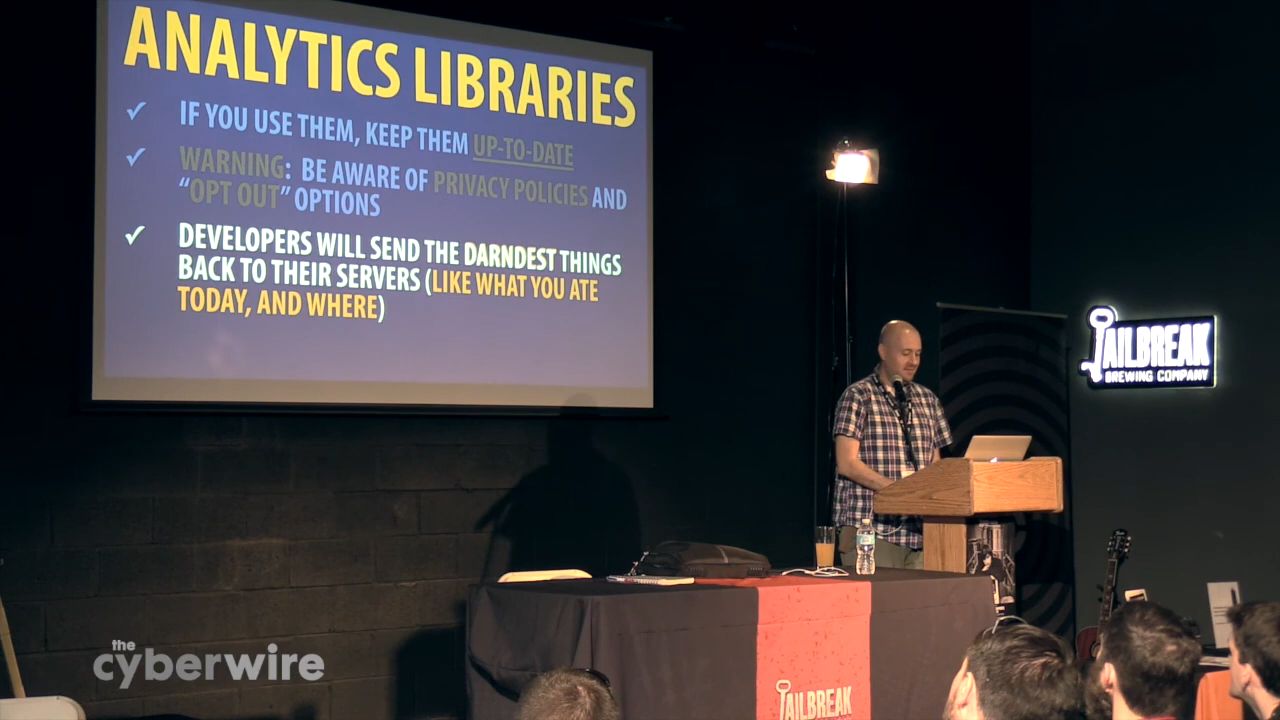 ANALYTICS LIBRARIES
✓ IF YOU USE THEM, KEEP THEM UP-TO-DATE
✓ WARNING: BE AWARE OF PRIVACY POLICIES AND
“OPT OUT” OPTIONS
✓ DEVELOPERS WILL SEND THE DARNDEST THINGS
BACK TO THEIR SERVERS (LIKE WHAT YOU ATE
TODAY, AND WHERE)
JAILBREAK
BREWING COMPANY
the
cyberwire
JAILBREAK